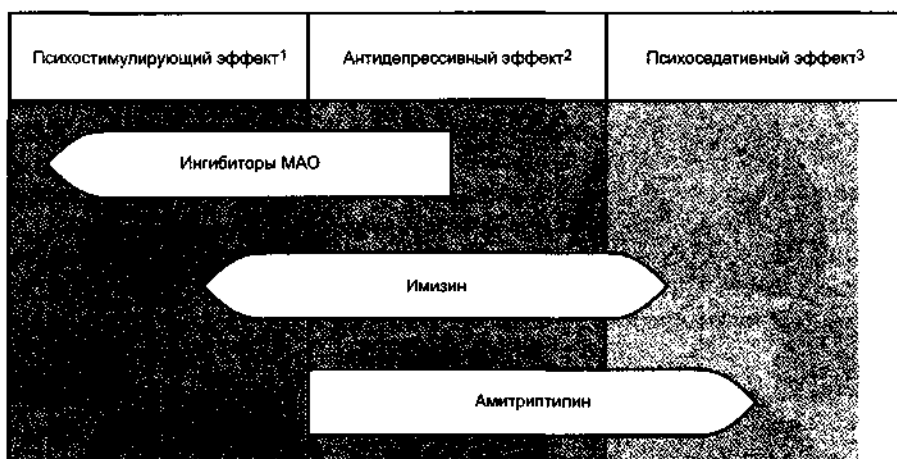 Психостимулирующий эффект1
Антидепрессивный эффект2
Психоседативный эффект3
Ингибиторы МАО
Имизин
Амитриптилин